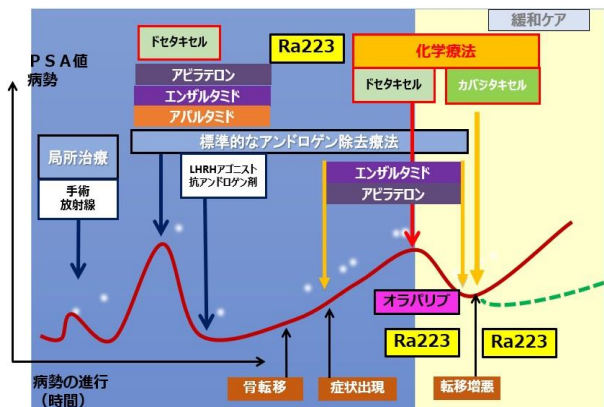 緩和ケア
ドセタキセル
Ra223
化学療法
PSA値
病勢
アビラテロン
ドセタキセル
カバジタキセル
エンザルタミド
アパルタミド
標準的なアンドロゲン除去療法
局所治療
手術
放射線
LHRHアゴニスト
抗アンドロゲン剤
エンザルタミド
アビラテロン
オラパリブ
Ra223
Ra223
病勢の進行
(時間)
骨転移
症状出現
転移増悪